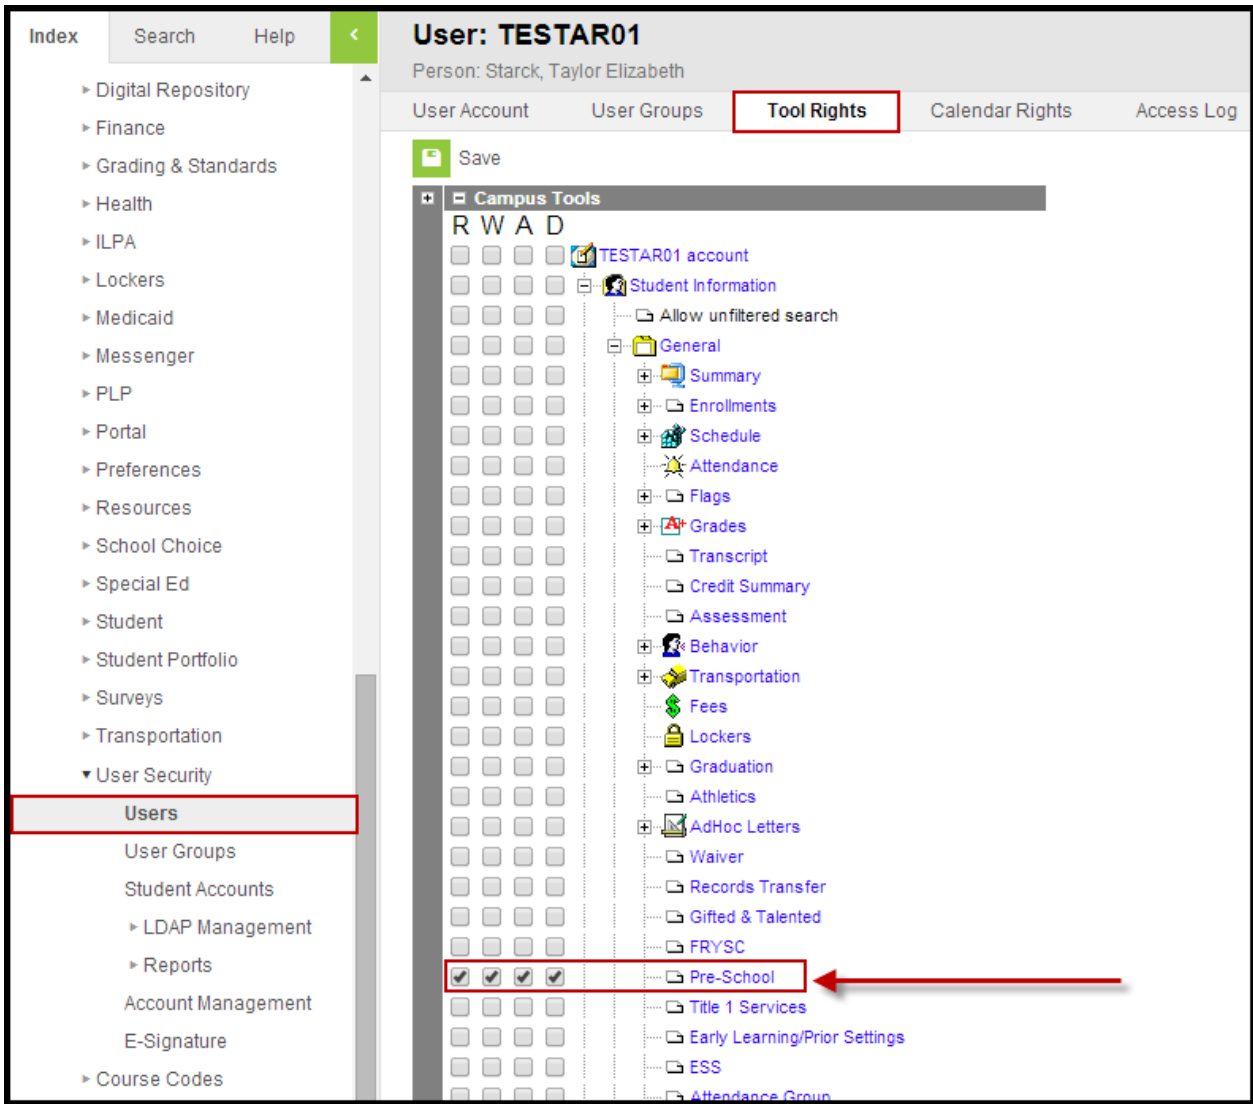 Index Search Help
Digital Repository
Finance
Grading & Standards
Health
ILPA
Lockers
Medicaid
Messenger
PLP
Portal
Preferences
Resources
School Choice
Special Ed
Student
Student Portfolio
Surveys
Transportation
User Security
Users
User Groups
Student Accounts
LDAP Management
Reports
Account Management
E-Signature
Course Codes
User: TESTAR01
Person: Starck, Taylor Elizabeth
User Account User Groups Tool Rights Calendar Rights Access Log
Save
Campus Tools
R W A D
TESTAR01 account
Student Information
Allow unfiltered search
General
Summary
Enrollments
Schedule
Attendance
Flags
Grades
Transcript
Credit Summary
Assessment
Behavior
Transportation
Fees
Lockers
Graduation
Athletics
AdHoc Letters
Waiver
Records Transfer
Gifted & Talented
FRYSC
Pre-School
Title 1 Services
Early Learning/Prior Settings
ESS
Attendance Group